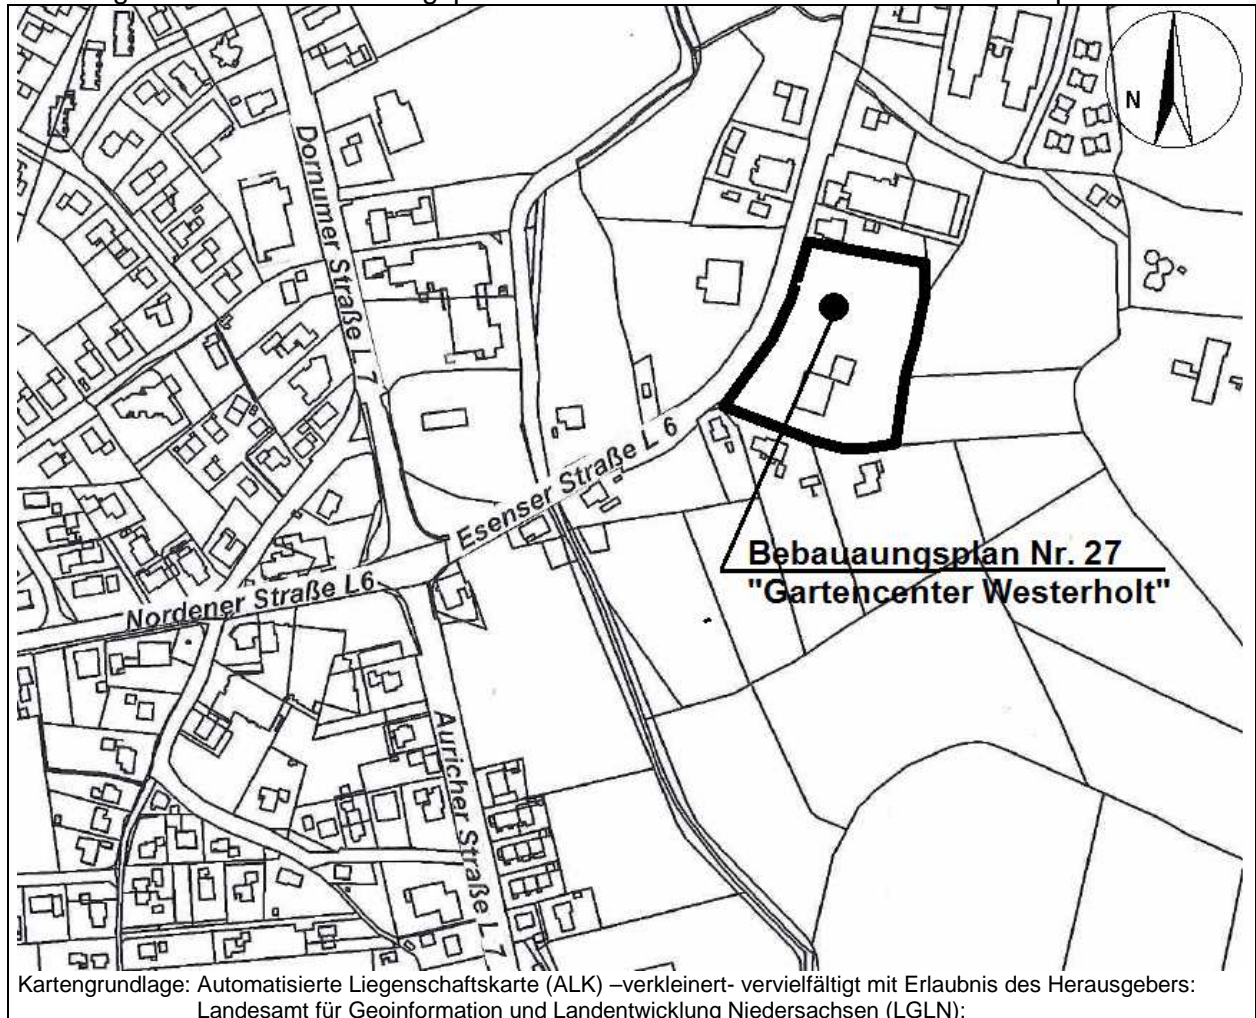 N
Dornumer Straße L 7
Esenser Straße L 6
Bebauaungsplan Nr. 27
"Gartencenter Westerholt"
Nordener Straße L6
Auricher Straße L 7
Kartengrundlage: Automatisierte Liegenschaftskarte (ALK) –verkleinert- vervielfältigt mit Erlaubnis des Herausgebers:
Landesamt für Geoinformation und Landentwicklung Niedersachsen (LGLN):